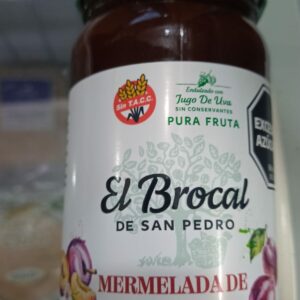 Sin T.A.C.C.
Endulzado con
Jugo De Uva
SIN CONSERVANTES
PURA FRUTA
El Brocal
DE SAN PEDRO
MERMELADA DE